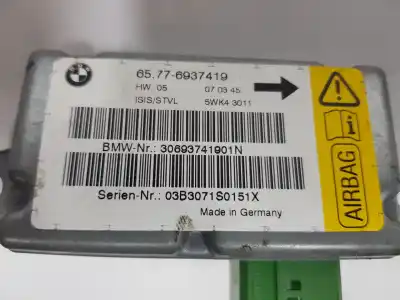 BMW
65.77-6937419
HW 05 07 03 45
ISIS/STVL 5WK4 3011
BMW-Nr.: 30693741901N
Serien-Nr.: 03B3071S0151X
Made in Germany
!
i
AIRBAG